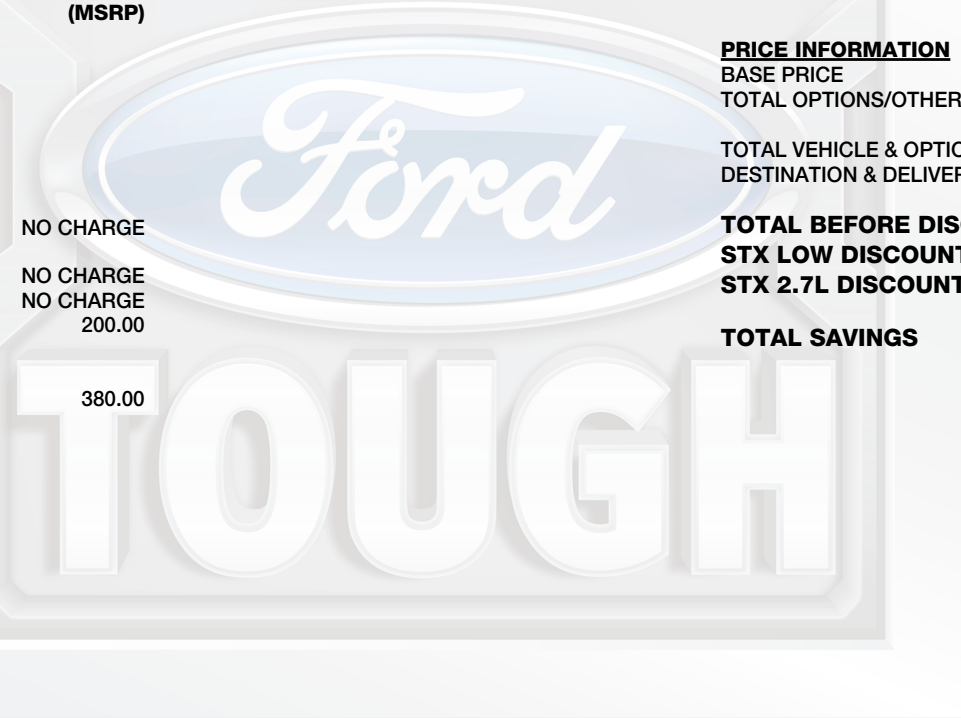 (MSRP)
NO CHARGE
NO CHARGE
NO CHARGE
200.00
380.00
Ford
TOUGH
PRICE INFORMATION
BASE PRICE
TOTAL OPTIONS/OTHER
TOTAL VEHICLE & OPTIO
DESTINATION & DELIVER
TOTAL BEFORE DIS
STX LOW DISCOUNT
STX 2.7L DISCOUNT
TOTAL SAVINGS